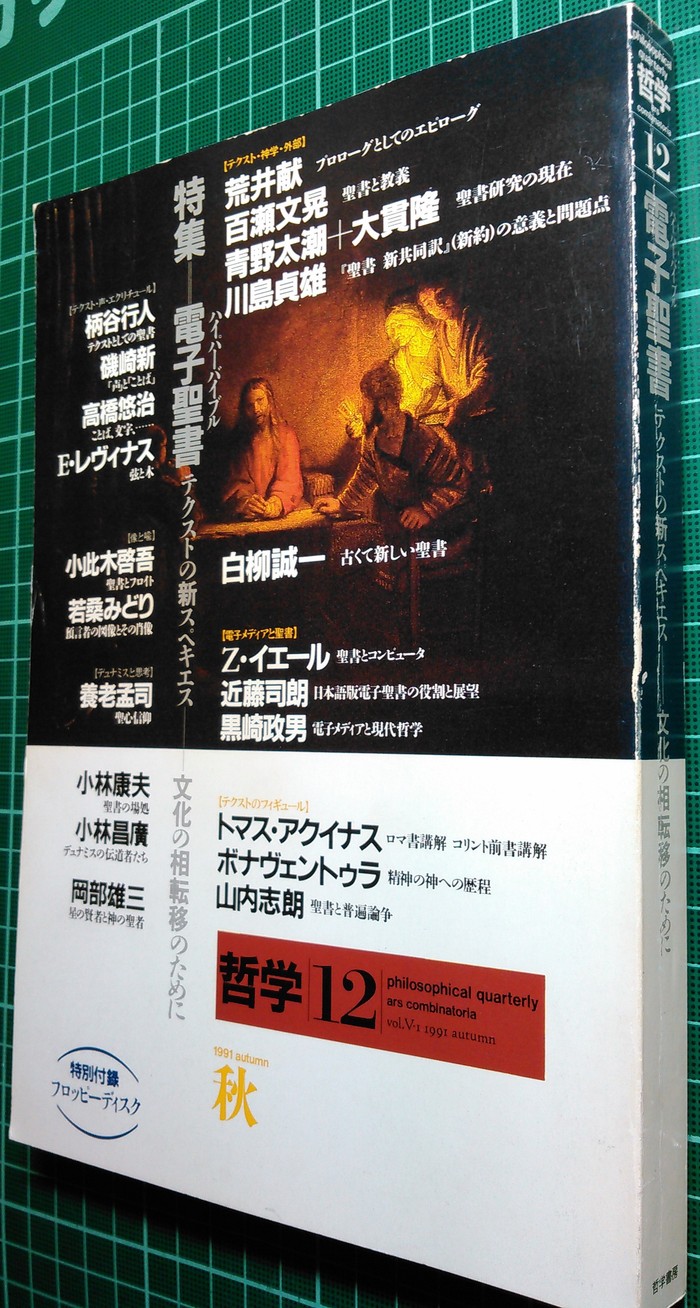 特集——電子聖書 テクストの新スペキエス——文化の相転移のために
ハイパーバイブル
【テクスト・神学・外部】
荒井献 プロローグとしてのエピローグ
百瀬文晃 聖書と教義
青野太潮+大貫隆 聖書研究の現在
川島貞雄 『聖書 新共同訳』(新約)の意義と問題点
【テクスト・声・エクリチュール】
柄谷行人
テクストとしての聖書
磯崎新
「声」と「ことば」
高橋悠治
ことば、文字、……
E・レヴィナス
弦と木
【像と喩】
小此木啓吾
聖書とフロイト
若桑みどり
預言者の図像とその肖像
【デュナミスと思考】
養老孟司
聖心・信仰
白柳誠一 古くて新しい聖書
【電子メディアと聖書】
Z・イエール 聖書とコンピュータ
近藤司朗 日本語版電子聖書の役割と展望
黒崎政男 電子メディアと現代哲学
小林康夫
聖書の場処
小林昌廣
デュナミスの伝道者たち
岡部雄三
星の賢者と神の聖者
【テクストのフィギュール】
トマス・アクィナス ロマ書講解 コリント前書講解
ボナヴェントゥラ 精神の神への歴程
山内志朗 聖書と普遍論争
哲学 12 philosophical quarterly
ars combinatoria
vol.V-1 1991 autumn
1991 autumn
秋
特別付録
フロッピーディスク
philosophical
quarterly
哲学
combinatoria
12
電子聖書 テクストの新スペキエス——文化の相転移のために
哲学書房